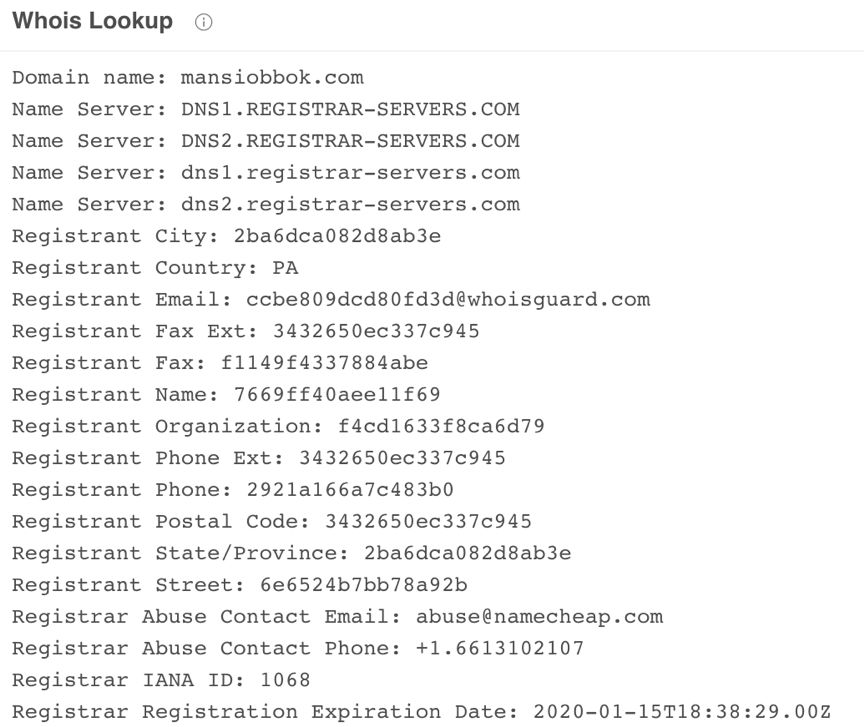 Whois Lookup
Domain name: mansiobbok.com
Name Server: DNS1.REGISTRAR-SERVERS.COM
Name Server: DNS2.REGISTRAR-SERVERS.COM
Name Server: dns1.registrar-servers.com
Name Server: dns2.registrar-servers.com
Registrant City: 2ba6dca082d8ab3e
Registrant Country: PA
Registrant Email: ccbe809dcd80fd3d@whoisguard.com
Registrant Fax Ext: 3432650ec337c945
Registrant Fax: f1149f4337884abe
Registrant Name: 7669ff40aee11f69
Registrant Organization: f4cd1633f8ca6d79
Registrant Phone Ext: 3432650ec337c945
Registrant Phone: 2921a166a7c483b0
Registrant Postal Code: 3432650ec337c945
Registrant State/Province: 2ba6dca082d8ab3e
Registrant Street: 6e6524b7bb78a92b
Registrar Abuse Contact Email: abuse@namecheap.com
Registrar Abuse Contact Phone: +1.6613102107
Registrar IANA ID: 1068
Registrar Registration Expiration Date: 2020-01-15T18:38:29.00Z